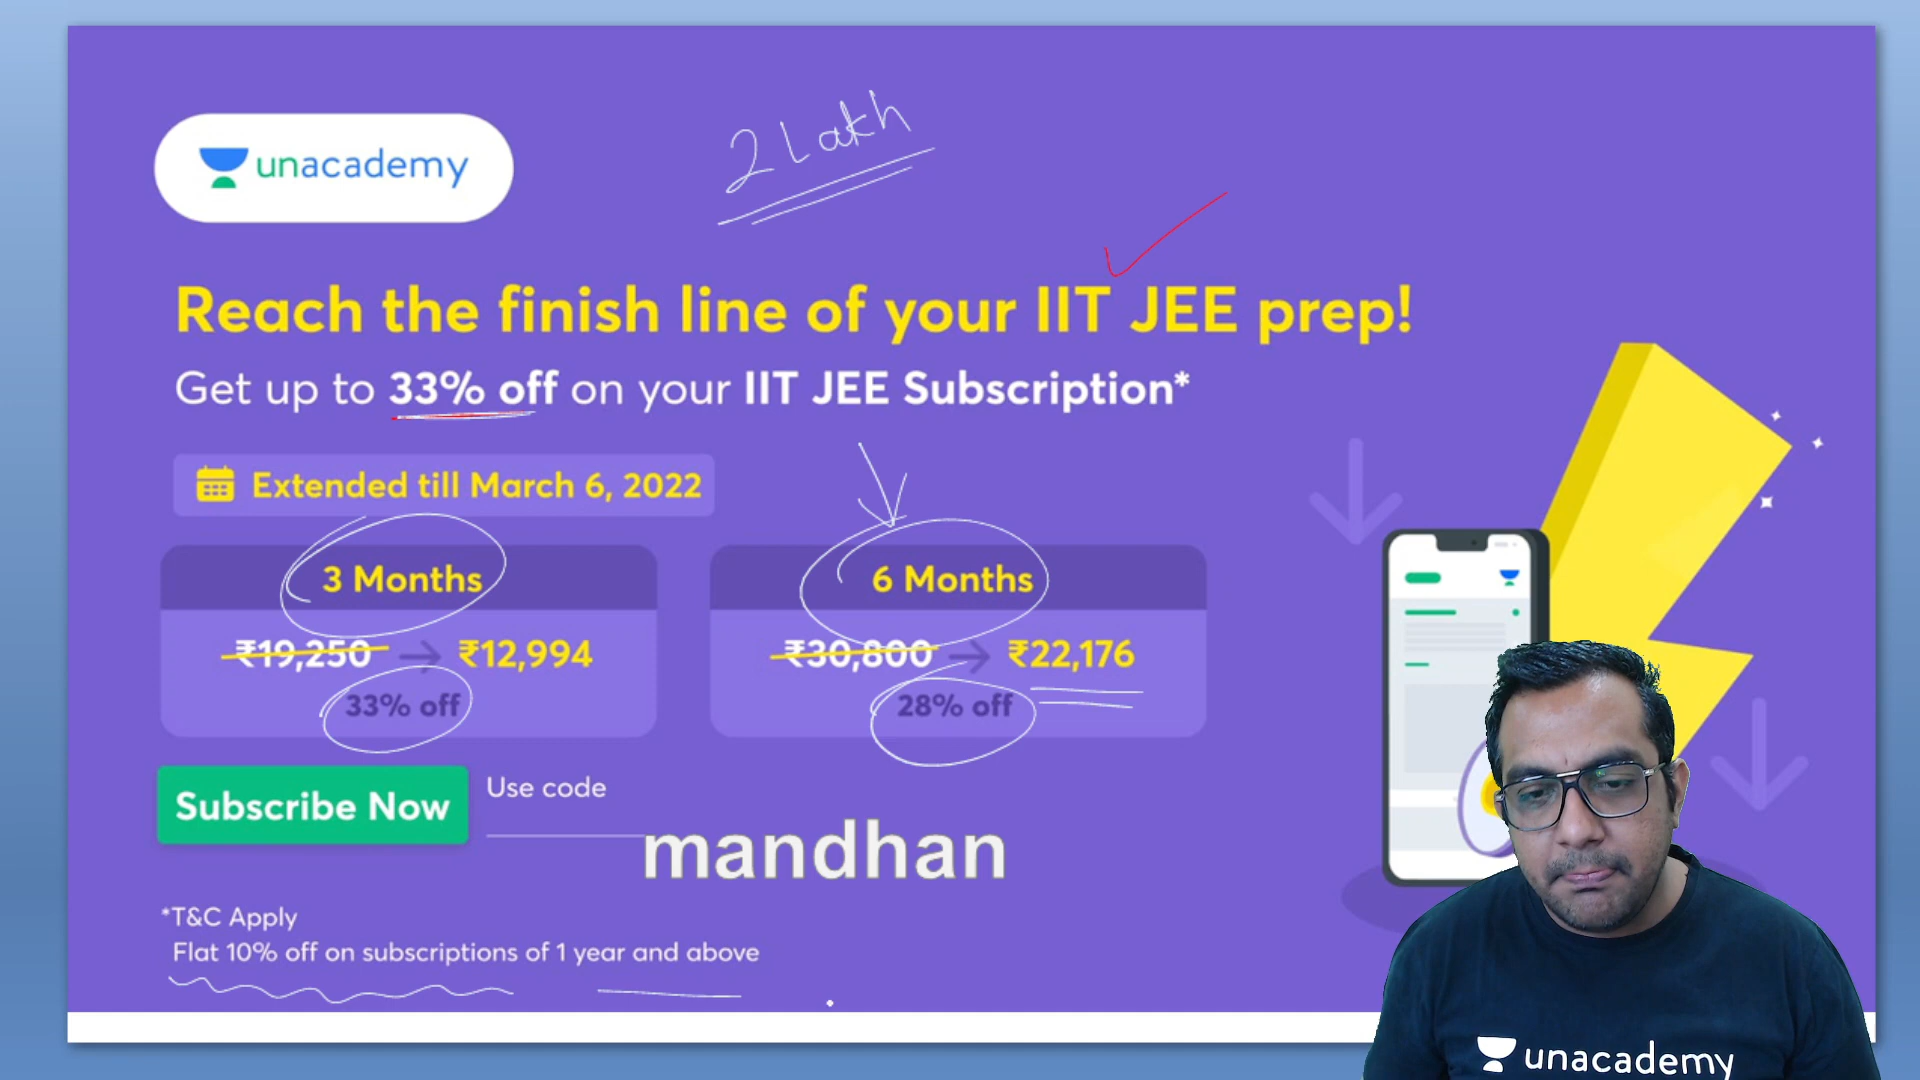 2 Lakh
unacademy
Reach the finish line of your IIT JEE prep!
Get up to 33% off on your IIT JEE Subscription*
Extended till March 6, 2022
3 Months
₹19,250 → ₹12,994
33% off
6 Months
₹30,800 → ₹22,176
28% off
Subscribe Now
Use code
mandhan
*T&C Apply
Flat 10% off on subscriptions of 1 year and above
unacademy